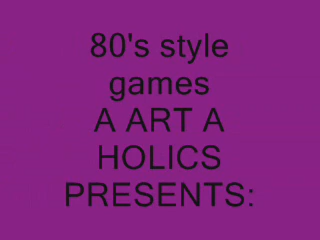 80's style
games
A ART A
HOLICS
PRESENTS: